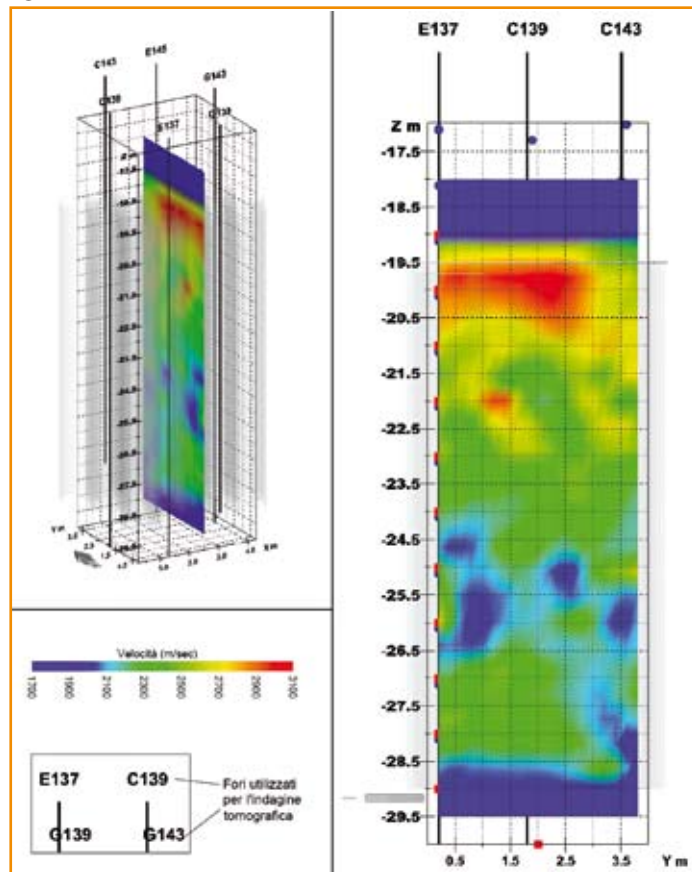 E145
C143
G143
E137
Z m
Y m
X m
Velocità (m/sec)
1700 1900 2100 2300 2500 2700 2900 3100
E137 C139
G139 G143
Fori utilizzati
per l'indagine
tomografica
E137 C139 C143
Z m
-17.5
-18.5
-19.5
-20.5
-21.5
-22.5
-23.5
-24.5
-25.5
-26.5
-27.5
-28.5
-29.5
0.5 1.5 2.5 3.5 Y m